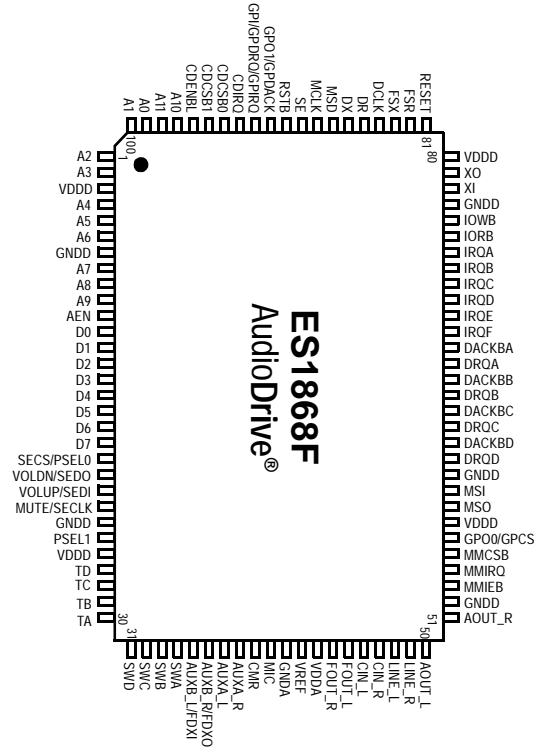 A1
A0
A11
A10
CDENBL
CDCSB1
CDCSB0
CDIRQ
GPI/GPDRQ/GPIRQ
GPO1/GPDACK
RSTB
SE
MCLK
MSD
DX
DR
DCLK
FSX
FSR
RESET
100
81
1
80
A2
A3
VDDD
A4
A5
A6
GNDD
A7
A8
A9
AEN
D0
D1
D2
D3
D4
D5
D6
D7
SECS/PSEL0
VOLDN/SEDO
VOLUP/SEDI
MUTE/SECLK
GNDD
PSEL1
VDDD
TD
TC
TB
TA
ES1868F
AudioDrive®
VDDD
XO
XI
GNDD
IOWB
IORB
IRQA
IRQB
IRQC
IRQD
IRQE
IRQF
DACKBA
DRQA
DACKBB
DRQB
DACKBC
DRQC
DACKBD
DRQD
GNDD
MSI
MSO
VDDD
GPO0/GPCS
MMCSB
MMIRQ
MMIEB
GNDD
AOUT_R
30
31
51
50
SWD
SWC
SWB
SWA
AUXB_L/FDXI
AUXB_R/FDXO
AUXA_L
AUXA_R
CMR
MIC
GNDA
VREF
VDDA
FOUT_R
FOUT_L
CIN_L
CIN_R
LINE_L
LINE_R
AOUT_L